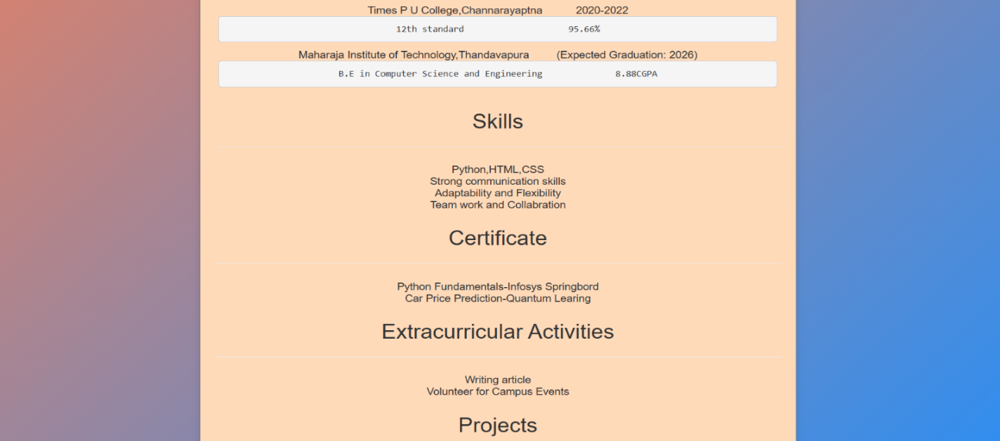 Times P U College,Channarayaptna 2020-2022
12th standard 95.66%
Maharaja Institute of Technology,Thandavapura (Expected Graduation: 2026)
B.E in Computer Science and Engineering 8.88CGPA
Skills
Python,HTML,CSS
Strong communication skills
Adaptability and Flexibility
Team work and Collabration
Certificate
Python Fundamentals-Infosys Springbord
Car Price Prediction-Quantum Learing
Extracurricular Activities
Writing article
Volunteer for Campus Events
Projects